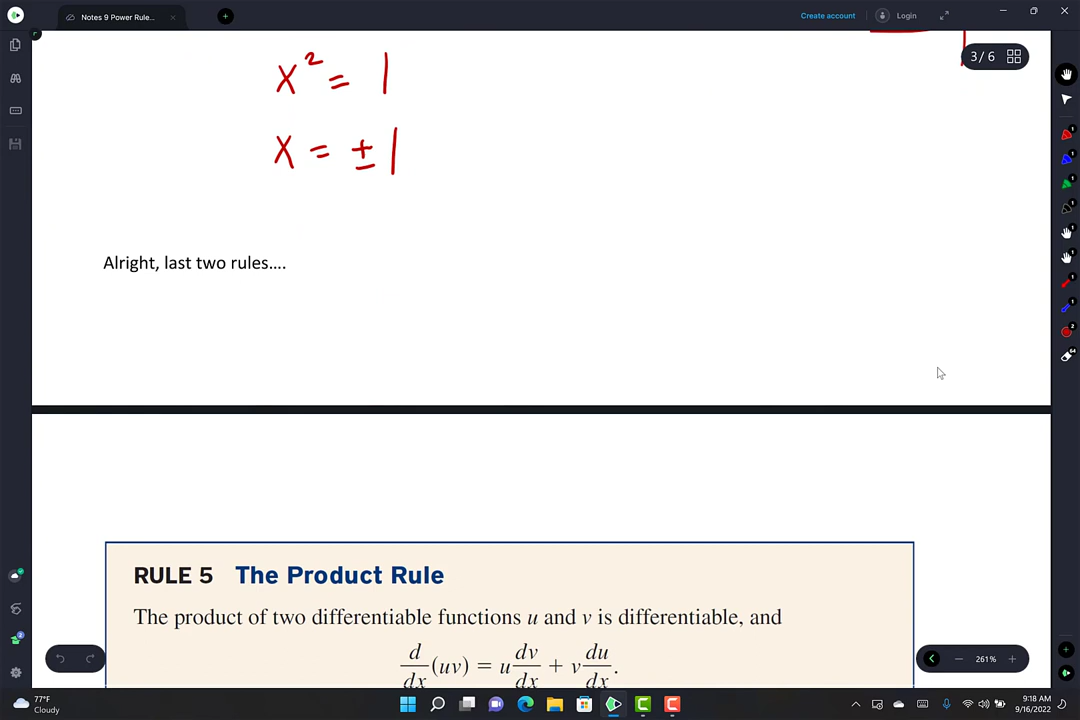 Notes 9 Power Rule...
Create account
Login
3/6
x² = 1
x = ± 1
Alright, last two rules....
RULE 5 The Product Rule
The product of two differentiable functions u and v is differentiable, and
d/dx (uv) = u dv/dx + v du/dx.
261%
77°F
Cloudy
9:18 AM
9/16/2022